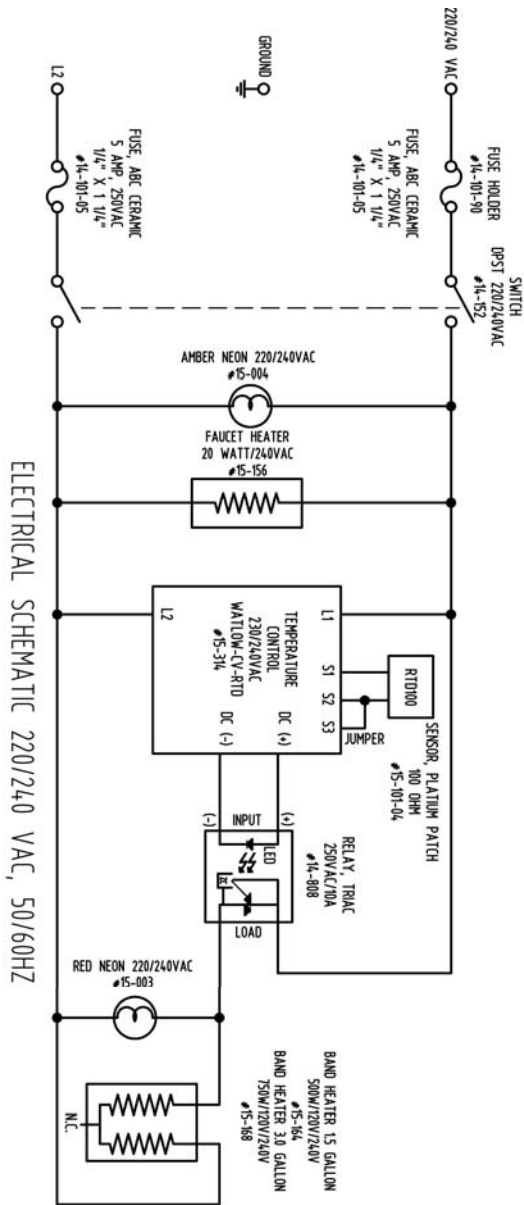 220/240 VAC
FUSE HOLDER
#14-101-90
SWITCH
DPST 220/240VAC
#14-152
GROUND
FUSE, ABC CERAMIC
5 AMP, 250VAC
1/4" X 1 1/4"
#14-101-05
L2
FUSE, ABC CERAMIC
5 AMP, 250VAC
1/4" X 1 1/4"
#14-101-05
AMBER NEON 220/240VAC
#15-004
FAUCET HEATER
20 WATT/240VAC
#15-156
L1
S1
S2
S3
RTD100
JUMPER
SENSOR, PLATIUM PATCH
100 OHM
#15-101-04
TEMPERATURE
CONTROL
230/240VAC
WATLOW-CV-RTD
#15-314
L2
DC (+)
DC (-)
(+)
INPUT
(-)
LED
LOAD
RELAY, TRIAC
250VAC/10A
#14-808
RED NEON 220/240VAC
#15-003
BAND HEATER 1.5 GALLON
500W/120V/240V
#15-164
BAND HEATER 3.0 GALLON
750W/120V/240V
#15-168
N.C.
ELECTRICAL SCHEMATIC 220/240 VAC, 50/60HZ